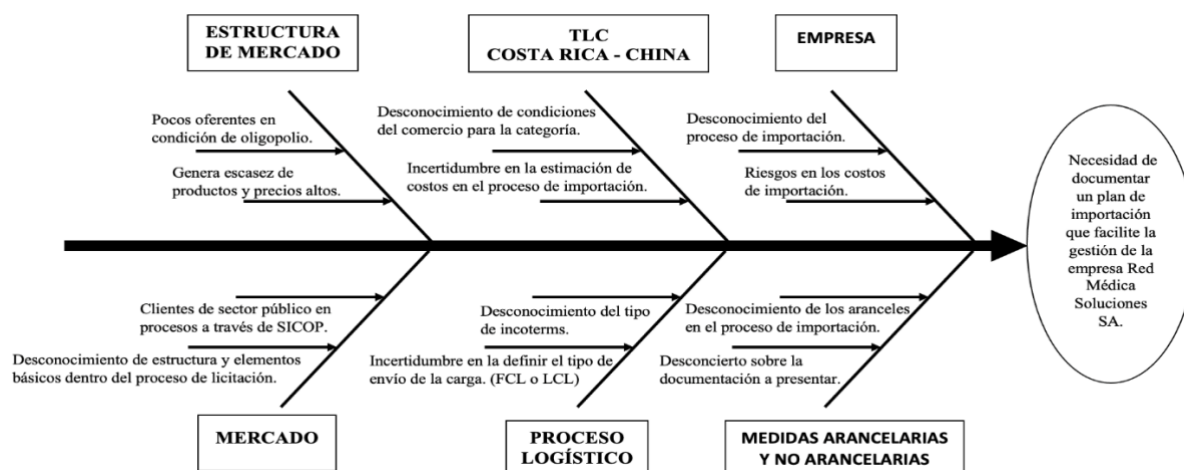 ESTRUCTURA
DE MERCADO
TLC
COSTA RICA - CHINA
EMPRESA
Pocos oferentes en
condición de oligopolio.
Genera escasez de
productos y precios altos.
Desconocimiento de condiciones
del comercio para la categoría.
Incertidumbre en la estimación de
costos en el proceso de importación.
Desconocimiento del
proceso de importación.
Riesgos en los costos
de importación.
Necesidad de
documentar
un plan de
importación
que facilite la
gestión de la
empresa Red
Médica
Soluciones
SA.
Clientes de sector público en
procesos a través de SICOP.
Desconocimiento de estructura y elementos
básicos dentro del proceso de licitación.
Desconocimiento del tipo
de incoterms.
Incertidumbre en la definir el tipo de
envío de la carga. (FCL o LCL)
Desconocimiento de los aranceles
en el proceso de importación.
Desconcierto sobre la
documentación a presentar.
MERCADO
PROCESO
LOGÍSTICO
MEDIDAS ARANCELARIAS
Y NO ARANCELARIAS